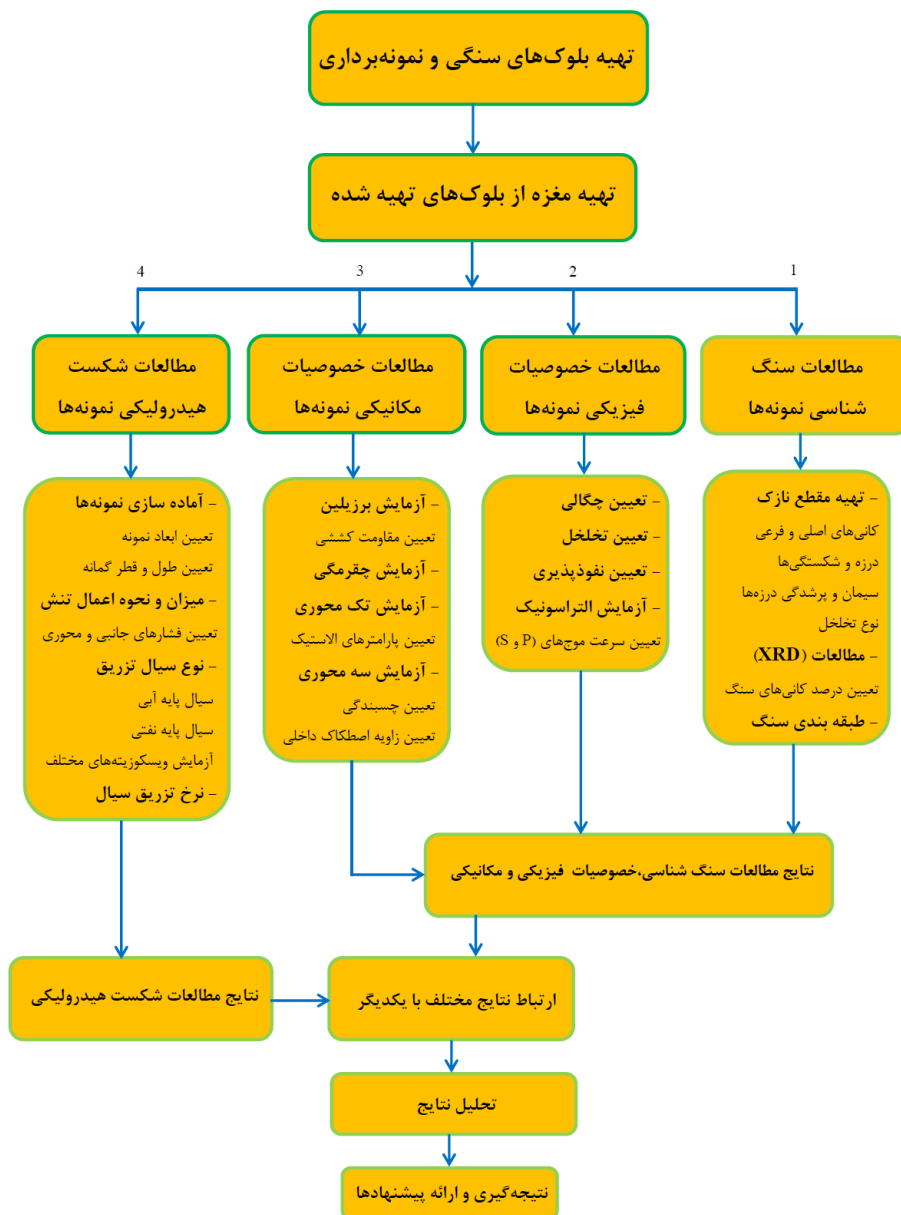 تهیه بلوک‌های سنگی و نمونه‌برداری
تهیه مغزه از بلوک‌های تهیه شده
1
2
3
4
مطالعات سنگ
شناسی نمونه‌ها
مطالعات خصوصیات
فیزیکی نمونه‌ها
مطالعات خصوصیات
مکانیکی نمونه‌ها
مطالعات شکست
هیدرولیکی نمونه‌ها
– تهیه مقطع نازک
کانی‌های اصلی و فرعی
درزه و شکستگی‌ها
سیمان و پرشدگی درزه‌ها
نوع تخلخل
– مطالعات (XRD)
تعیین درصد کانی‌های سنگ
– طبقه بندی سنگ
– تعیین چگالی
– تعیین تخلخل
– تعیین نفوذپذیری
– آزمایش التراسونیک
تعیین سرعت موج‌های (P و S)
– آزمایش برزیلین
تعیین مقاومت کششی
– آزمایش چقرمگی
– آزمایش تک محوری
تعیین پارامترهای الاستیک
– آزمایش سه محوری
تعیین چسبندگی
تعیین زاویه اصطکاک داخلی
– آماده سازی نمونه‌ها
تعیین ابعاد نمونه
تعیین طول و قطر گمانه
– میزان و نحوه اعمال تنش
تعیین فشارهای جانبی و محوری
– نوع سیال تزریق
سیال پایه آبی
سیال پایه نفتی
آزمایش ویسکوزیته‌های مختلف
– نرخ تزریق سیال
نتایج مطالعات سنگ شناسی،خصوصیات فیزیکی و مکانیکی
نتایج مطالعات شکست هیدرولیکی
ارتباط نتایج مختلف با یکدیگر
تحلیل نتایج
نتیجه‌گیری و ارائه پیشنهادها